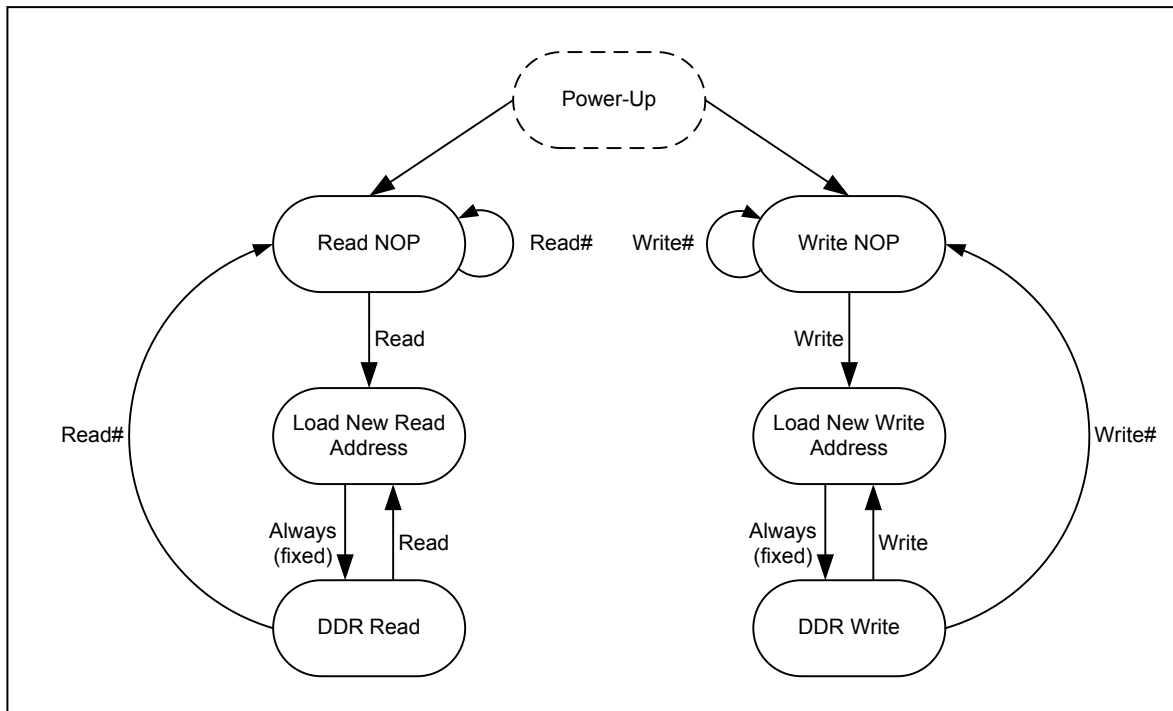 Power-Up
Read NOP
Read#
Write#
Write NOP
Read
Write
Load New Read
Address
Load New Write
Address
Read#
Write#
Always
(fixed)
Read
Always
(fixed)
Write
DDR Read
DDR Write